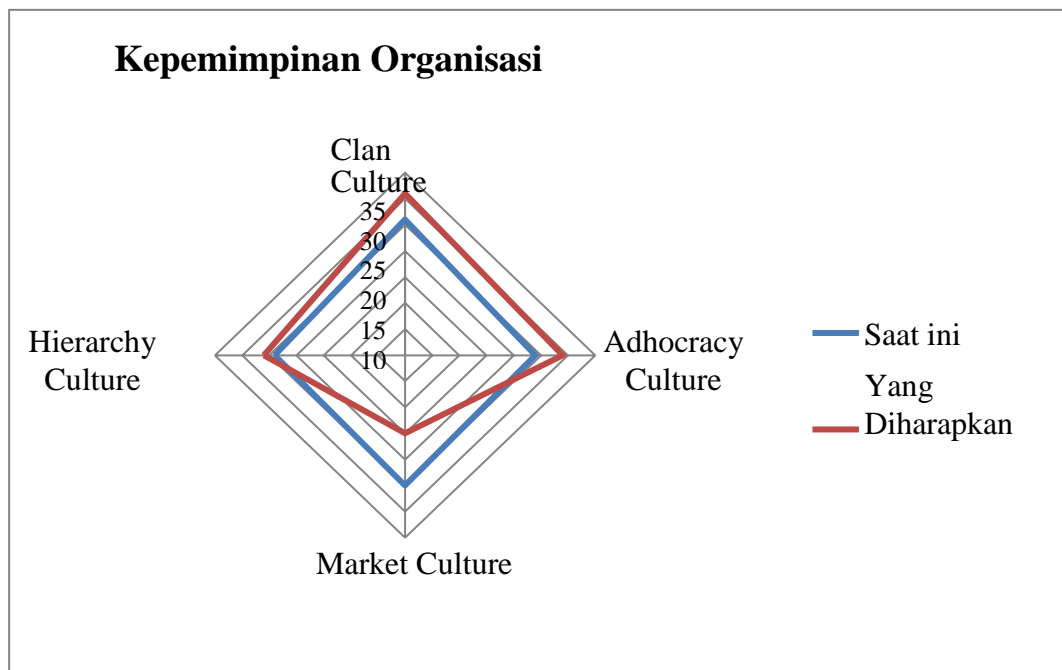 Kepemimpinan Organisasi
Clan
Culture
35
30
25
20
15
10
Hierarchy
Culture
Adhocracy
Culture
Market Culture
Saat ini
Yang
Diharapkan